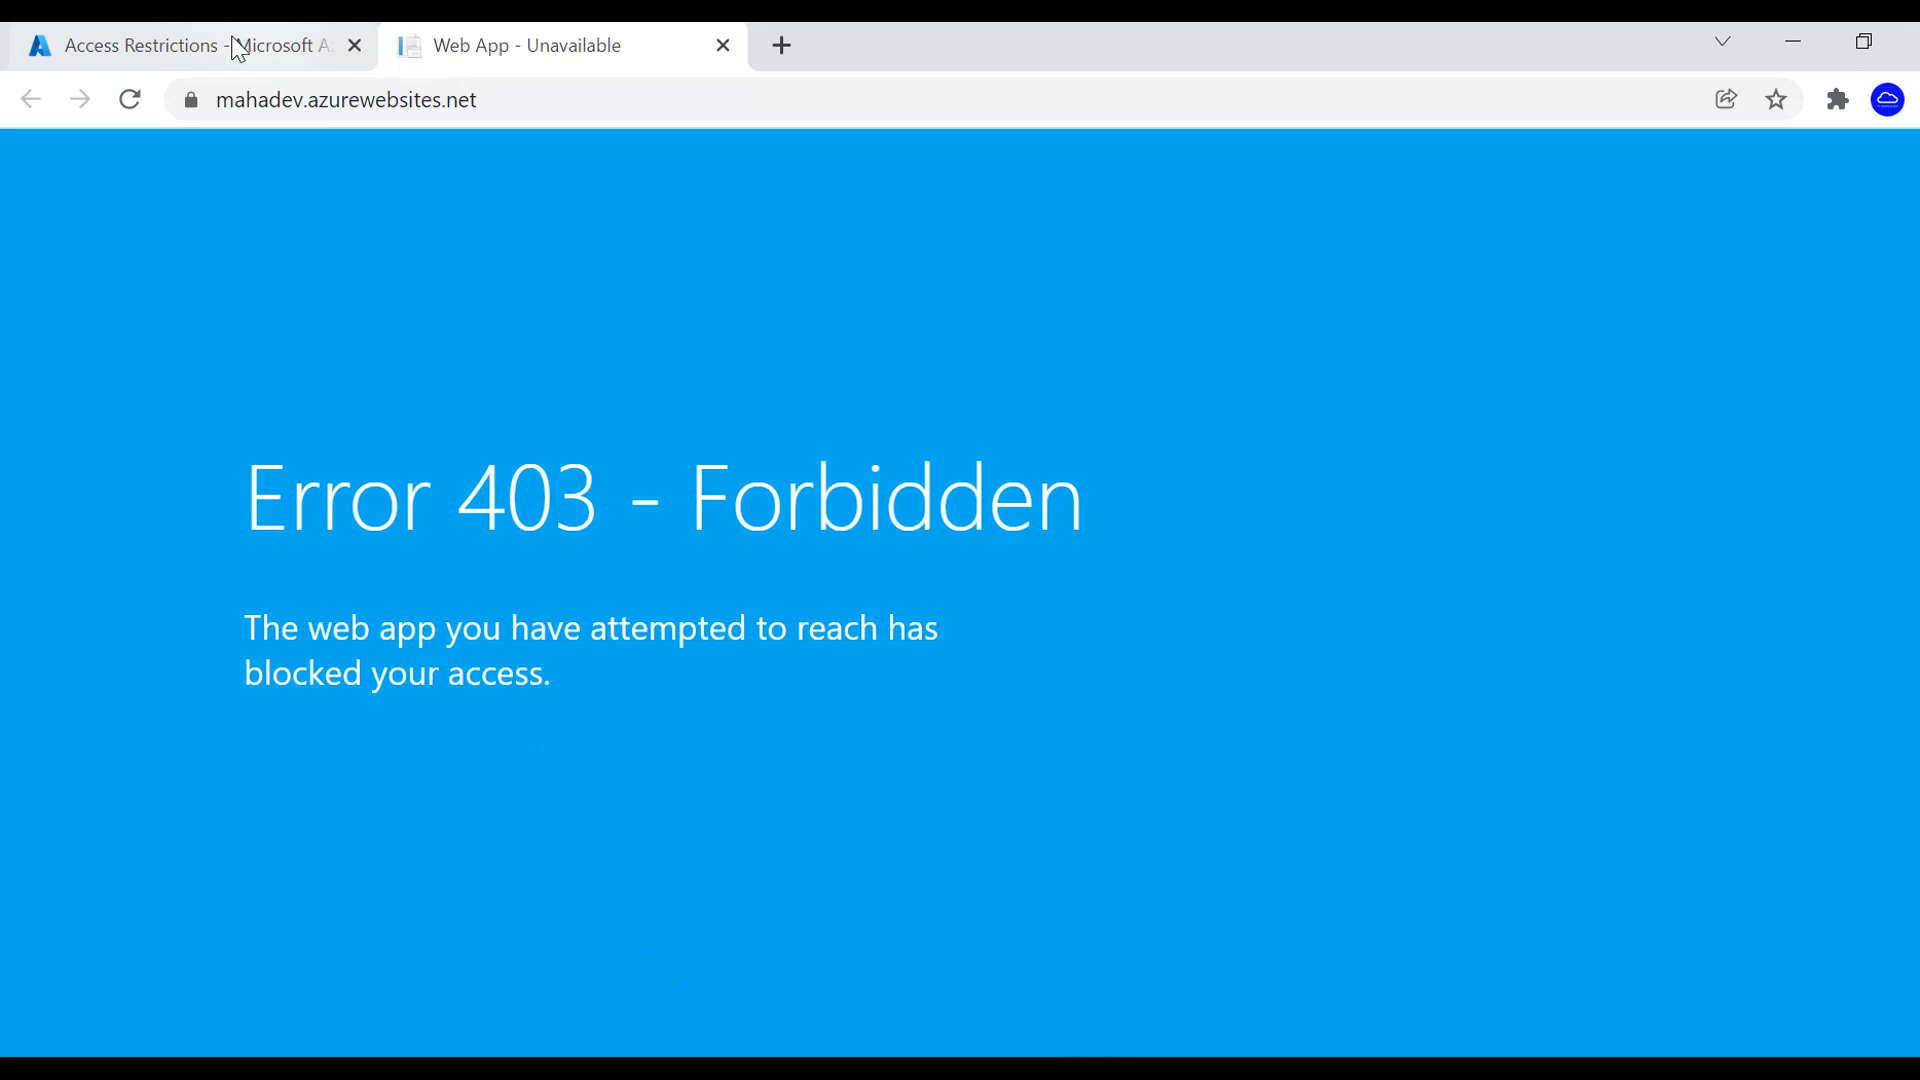 Access Restrictions - Microsoft A
Web App - Unavailable
mahadev.azurewebsites.net
Error 403 - Forbidden
The web app you have attempted to reach has
blocked your access.